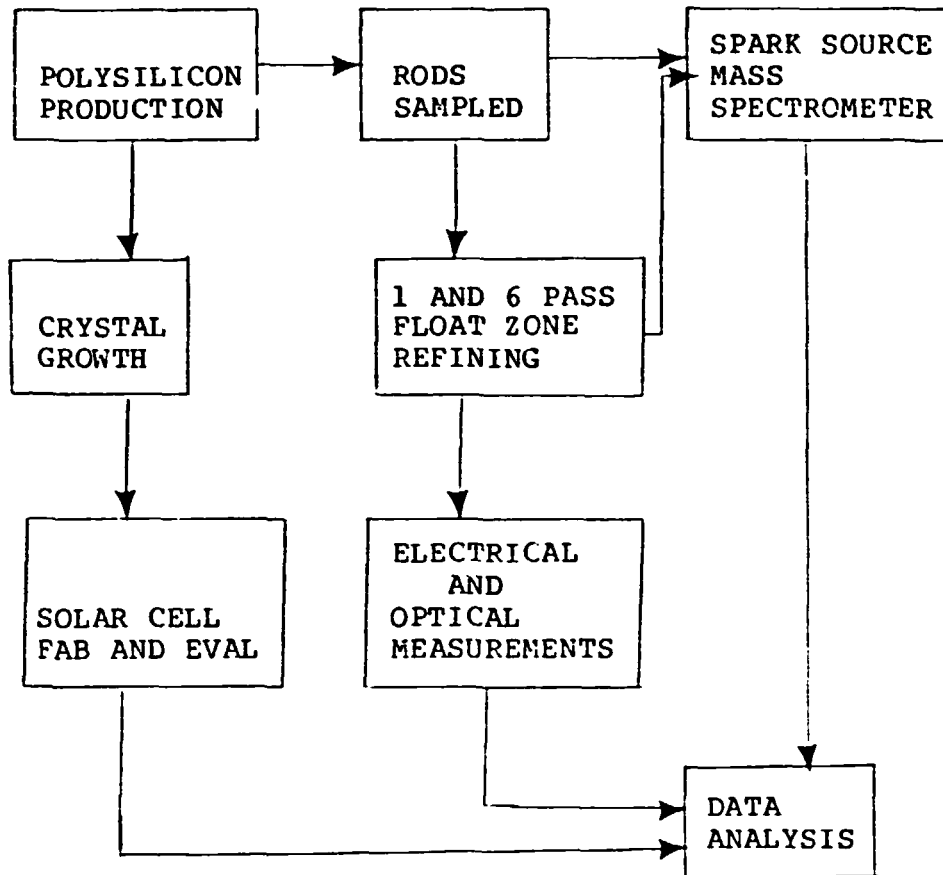 POLYSILICON
PRODUCTION
RODS
SAMPLED
SPARK SOURCE
MASS
SPECTROMETER
CRYSTAL
GROWTH
1 AND 6 PASS
FLOAT ZONE
REFINING
SOLAR CELL
FAB AND EVAL
ELECTRICAL
AND
OPTICAL
MEASUREMENTS
DATA
ANALYSIS